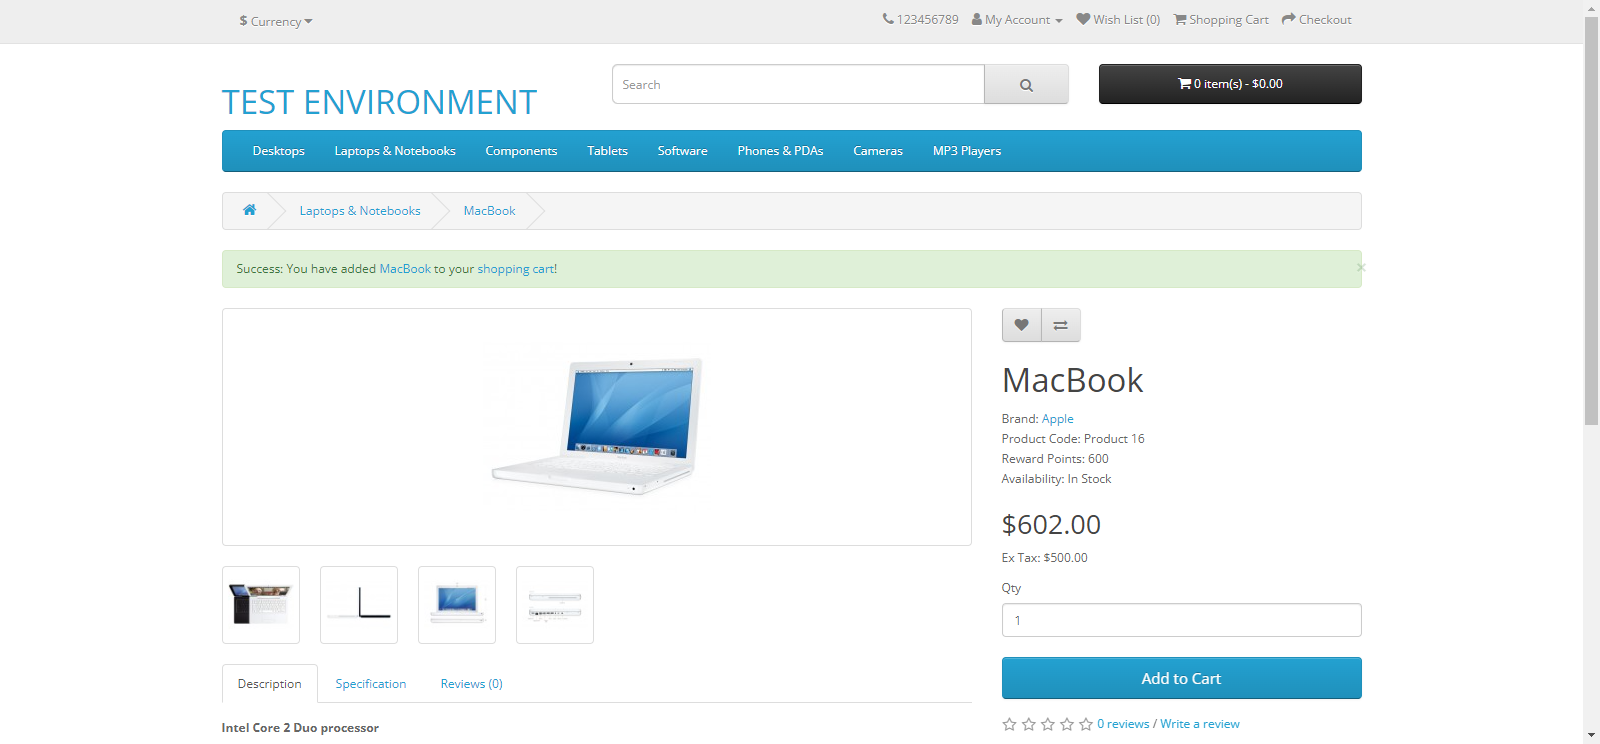 $ Currency
123456789 My Account Wish List (0) Shopping Cart Checkout
TEST ENVIRONMENT
Search
0 item(s) - $0.00
Desktops Laptops & Notebooks Components Tablets Software Phones & PDAs Cameras MP3 Players
Laptops & Notebooks MacBook
Success: You have added MacBook to your shopping cart!
×
MacBook
Brand: Apple
Product Code: Product 16
Reward Points: 600
Availability: In Stock
$602.00
Ex Tax: $500.00
Qty
1
Add to Cart
0 reviews / Write a review
Description Specification Reviews (0)
Intel Core 2 Duo processor